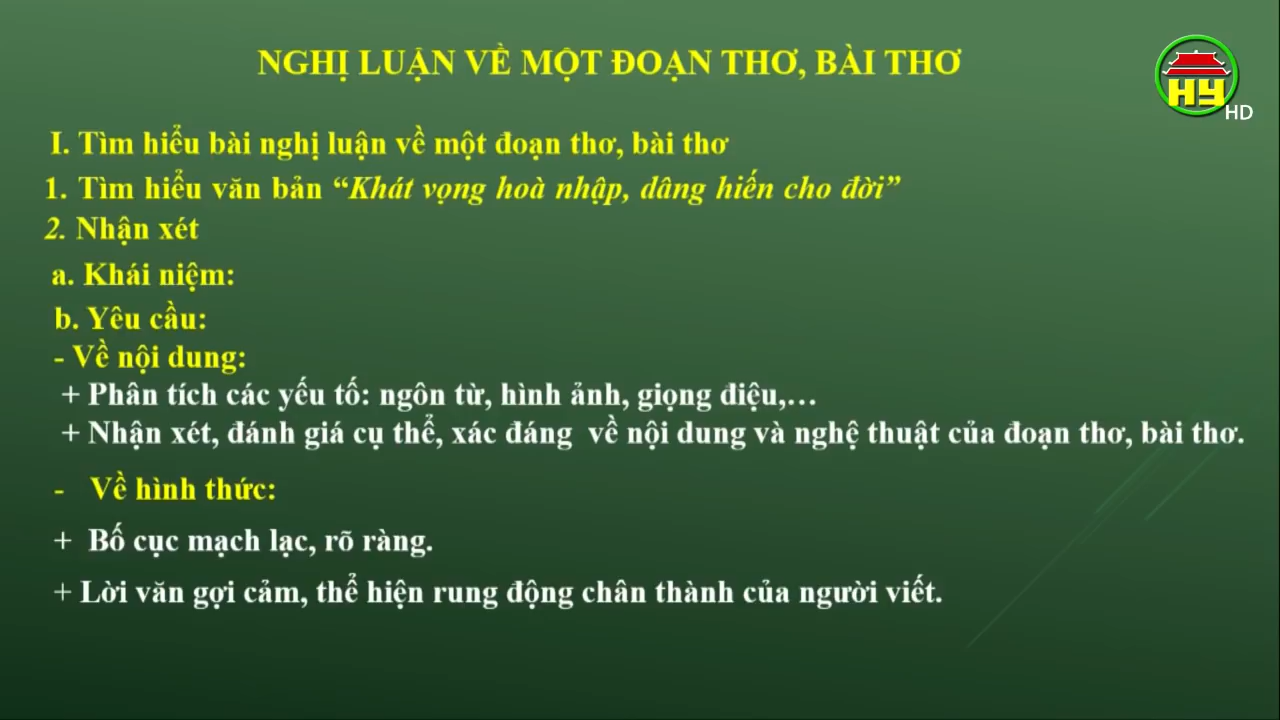 NGHỊ LUẬN VỀ MỘT ĐOẠN THƠ, BÀI THƠ
HY
HD
I. Tìm hiểu bài nghị luận về một đoạn thơ, bài thơ
1. Tìm hiểu văn bản “Khát vọng hoà nhập, dâng hiến cho đời”
2. Nhận xét
a. Khái niệm:
b. Yêu cầu:
- Về nội dung:
+ Phân tích các yếu tố: ngôn từ, hình ảnh, giọng điệu,…
+ Nhận xét, đánh giá cụ thể, xác đáng về nội dung và nghệ thuật của đoạn thơ, bài thơ.
- Về hình thức:
+ Bố cục mạch lạc, rõ ràng.
+ Lời văn gợi cảm, thể hiện rung động chân thành của người viết.